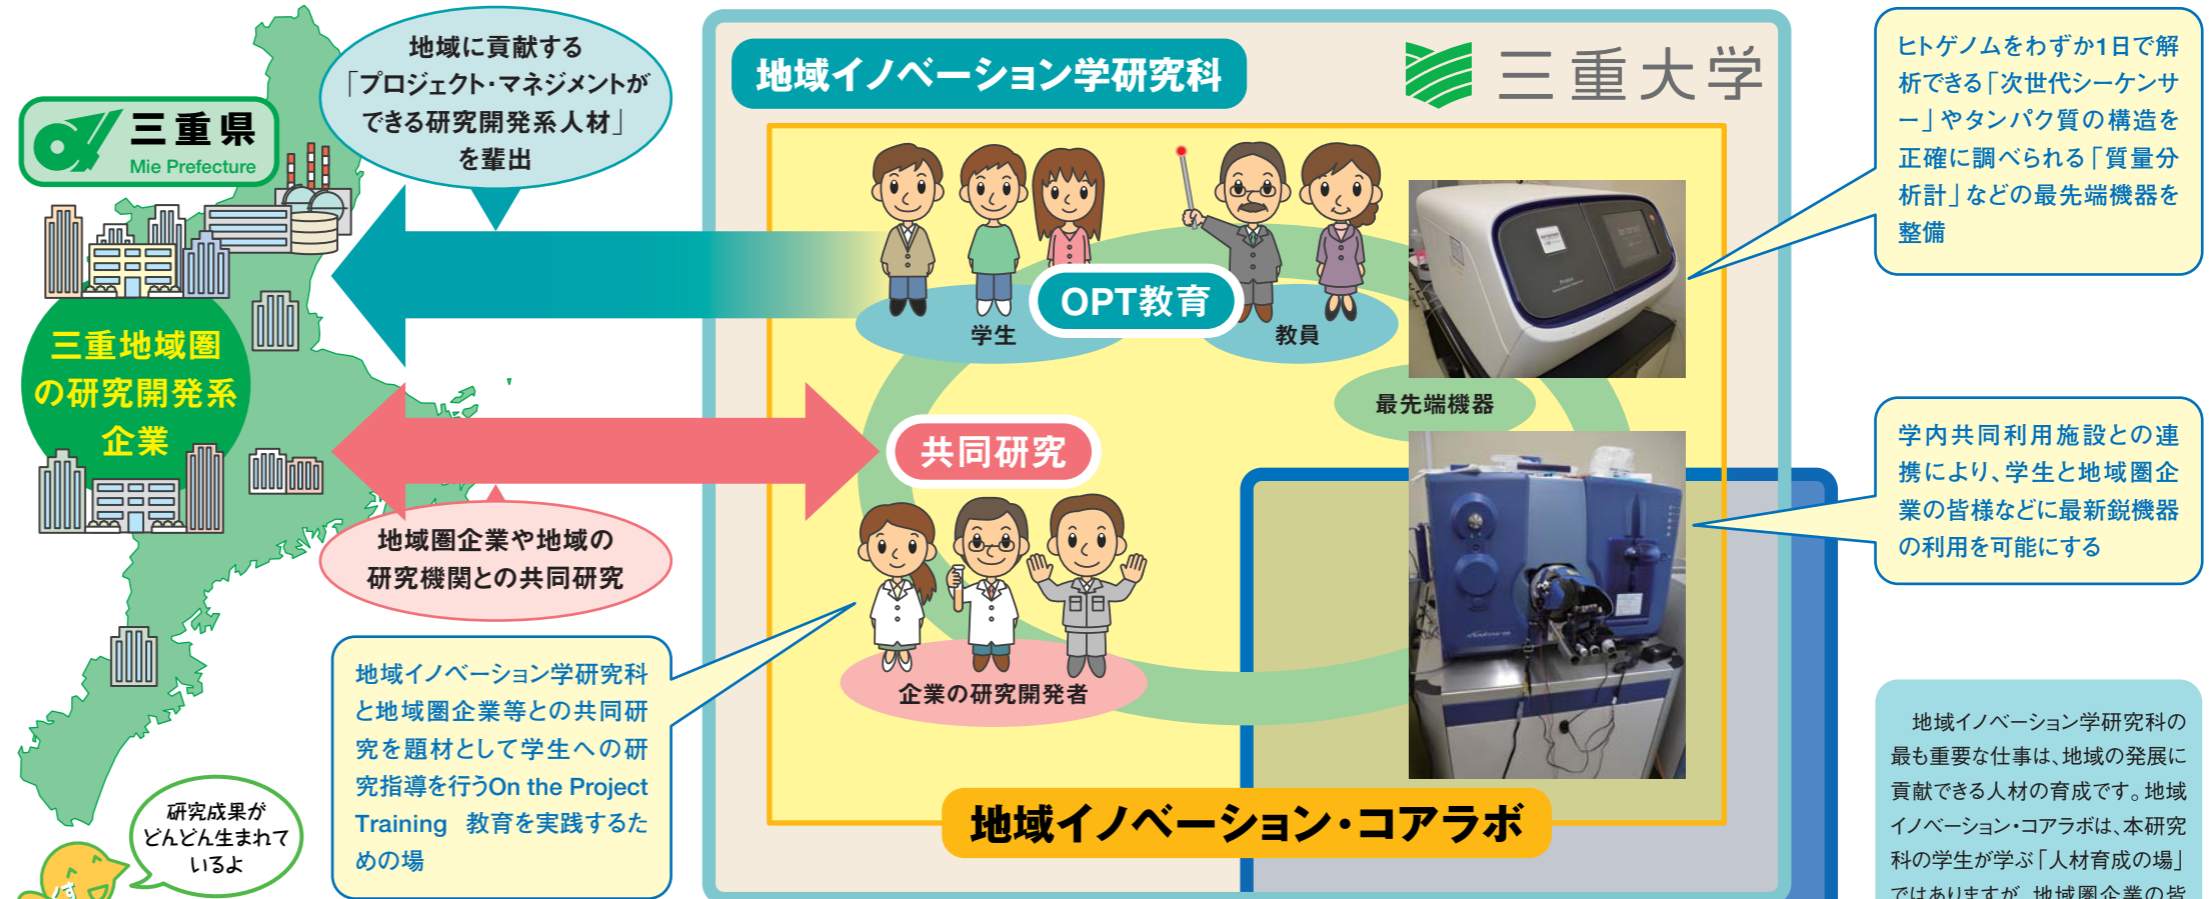 三重県
Mie Prefecture
三重地域圏
の研究開発系
企業
地域に貢献する
「プロジェクト・マネジメントが
できる研究開発系人材」
を輩出
地域圏企業や地域の
研究機関との共同研究
地域イノベーション学研究科
と地域圏企業等との共同研
究を題材として学生への研
究指導を行うOn the Project
Training 教育を実践するた
めの場
研究成果が
どんどん生まれて
いるよ
す
地域イノベーション学研究科
三重大学
OPT教育
学生
教員
最先端機器
共同研究
企業の研究開発者
地域イノベーション・コアラボ
ヒトゲノムをわずか1日で解
析できる「次世代シーケンサ
ー」やタンパク質の構造を
正確に調べられる「質量分
析計」などの最先端機器を
整備
学内共同利用施設との連
携により、学生と地域圏企
業の皆様などに最新鋭機器
の利用を可能にする
地域イノベーション学研究科の
最も重要な仕事は、地域の発展に
貢献できる人材の育成です。地域
イノベーション・コアラボは、本研究
科の学生が学ぶ「人材育成の場」
ではありますが、地域圏企業の皆